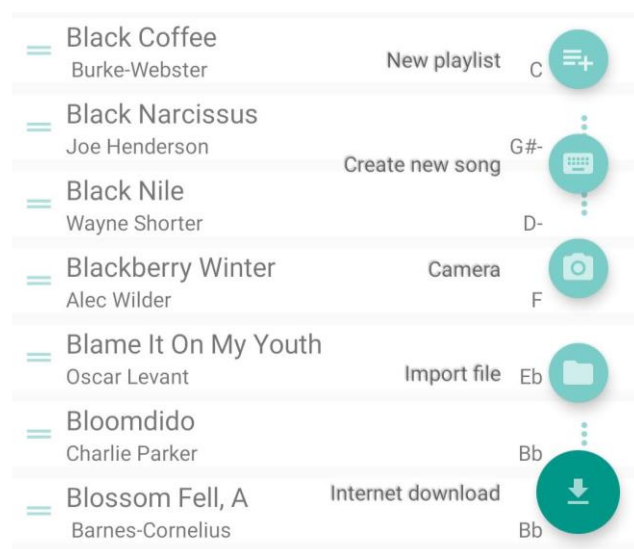 Black Coffee
Burke-Webster
New playlist
C
Black Narcissus
Joe Henderson
G#-
Create new song
Black Nile
Wayne Shorter
D-
Blackberry Winter
Camera
Alec Wilder
F
Blame It On My Youth
Oscar Levant
Import file
Eb
Bloomdido
Charlie Parker
Bb
Blossom Fell, A
Internet download
Barnes-Cornelius
Bb